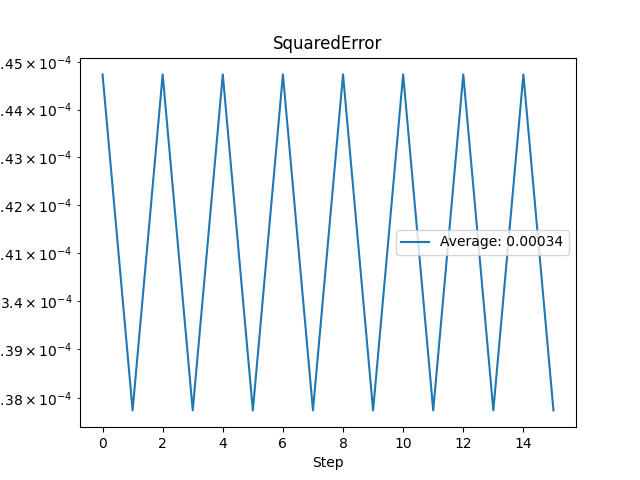 SquaredError
.45 × 10⁻⁴
.44 × 10⁻⁴
.43 × 10⁻⁴
.42 × 10⁻⁴
.41 × 10⁻⁴
3.4 × 10⁻⁴
.39 × 10⁻⁴
.38 × 10⁻⁴
Average: 0.00034
0 2 4 6 8 10 12 14
Step